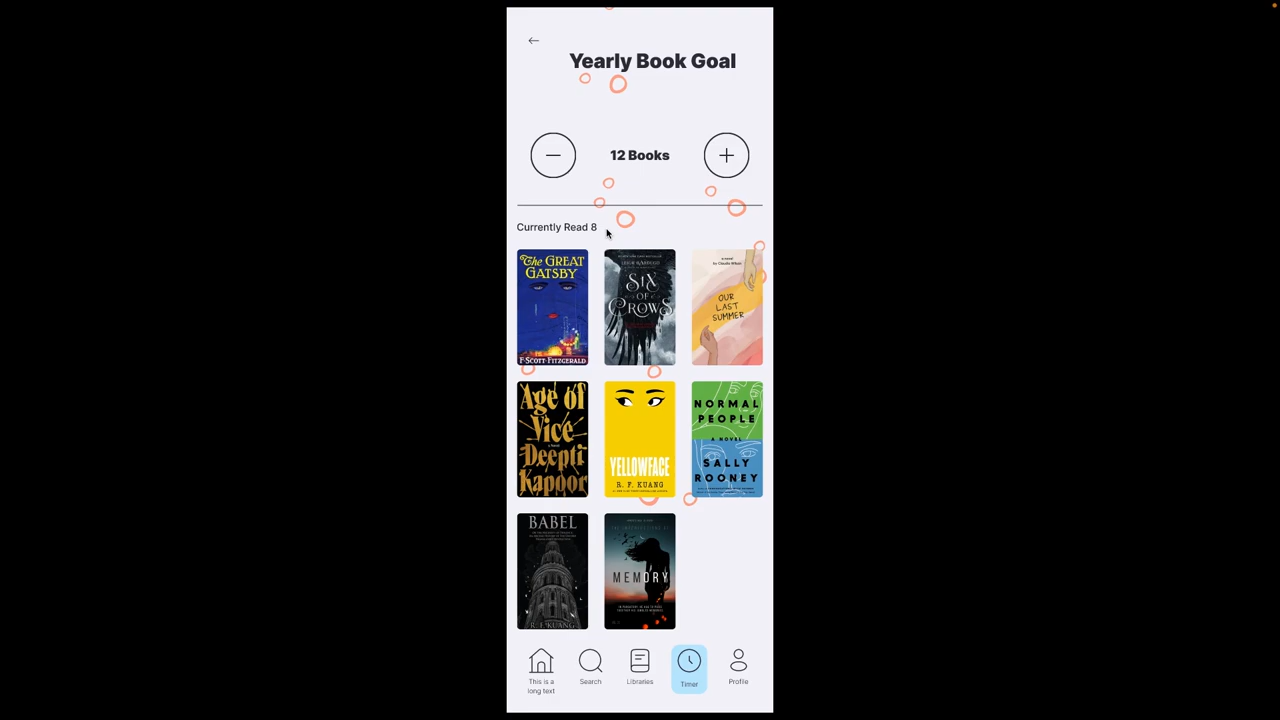 Yearly Book Goal
12 Books
Currently Read 8
The GREAT
GATSBY
F·SCOTT·FITZGERALD
SIX
OF
CROWS
a novel
OUR
LAST
SUMMER
Age of
Vice
Deepti
Kapoor
YELLOWFACE
R. F. KUANG
NORMAL
PEOPLE
A NOVEL
SALLY
ROONEY
BABEL
R. F. KUANG
MEMORY
This is a
long text
Search
Libraries
Timer
Profile